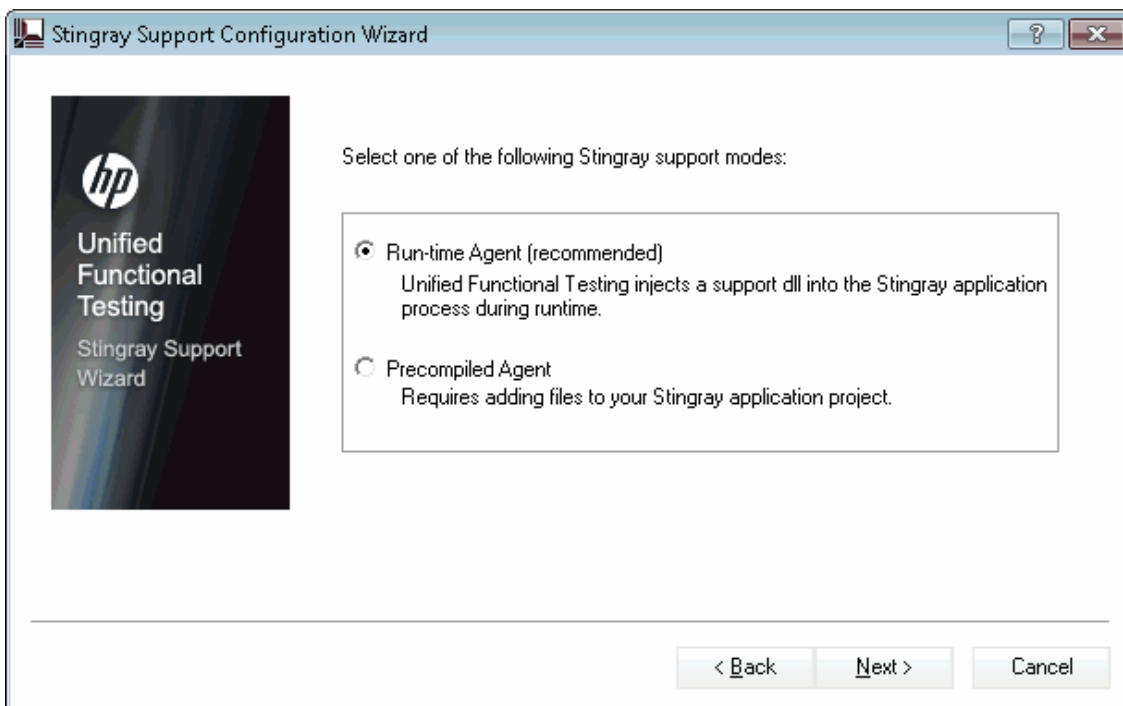 Stingray Support Configuration Wizard
?
hp
Unified
Functional
Testing
Stingray Support
Wizard
Select one of the following Stingray support modes:
Run-time Agent (recommended)
Unified Functional Testing injects a support dll into the Stingray application
process during runtime.
Precompiled Agent
Requires adding files to your Stingray application project.
< Back
Next >
Cancel